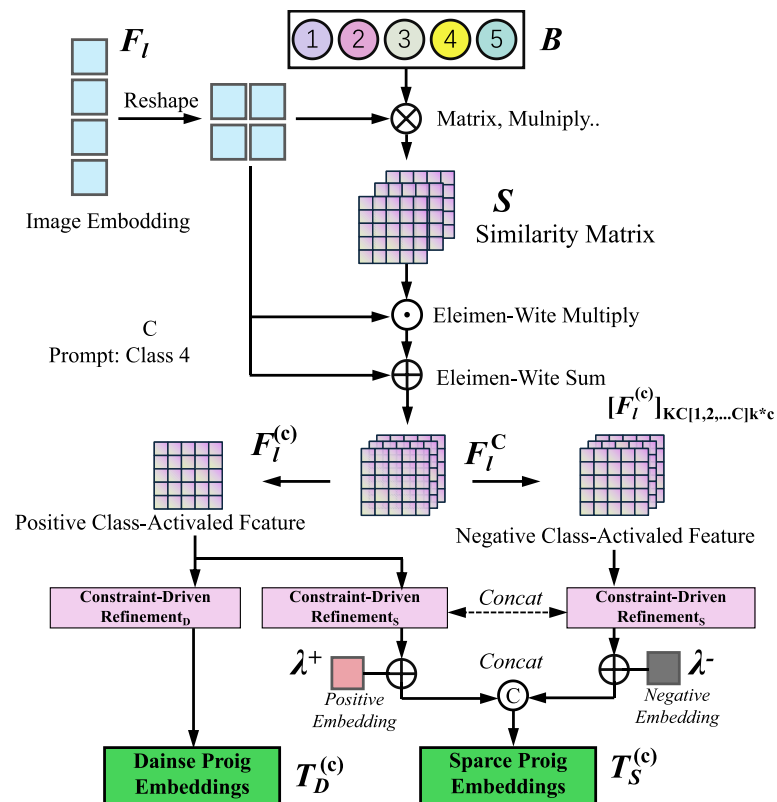 F_l
1 2 3 4 5 B
Reshape
Matrix, Mulniply..
Image Embodding
S
Similarity Matrix
C
Prompt: Class 4
Eleimen-Wite Multiply
Eleimen-Wite Sum
[F_l^(c)]_KC[1,2,...C]k*c
F_l^(c)
F_l^C
Positive Class-Activaled Fcature
Negative Class-Activaled Feature
Constraint-Driven
Refinement_D
Constraint-Driven
Refinement_S
Concat
Constraint-Driven
Refinement_S
λ+
Positive
Embedding
Concat
C
λ-
Negative
Embedding
Dainse Proig
Embeddings
T_D^(c)
Sparce Proig
Embeddings
T_S^(c)